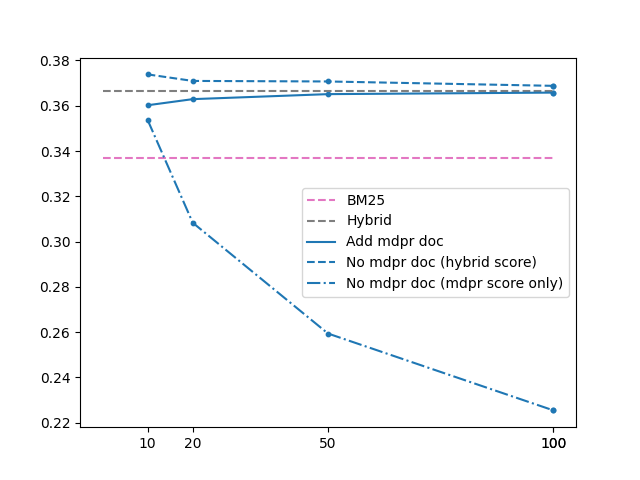 0.38
0.36
0.34
0.32
0.30
0.28
0.26
0.24
0.22
BM25
Hybrid
Add mdpr doc
No mdpr doc (hybrid score)
No mdpr doc (mdpr score only)
10 20 50 100